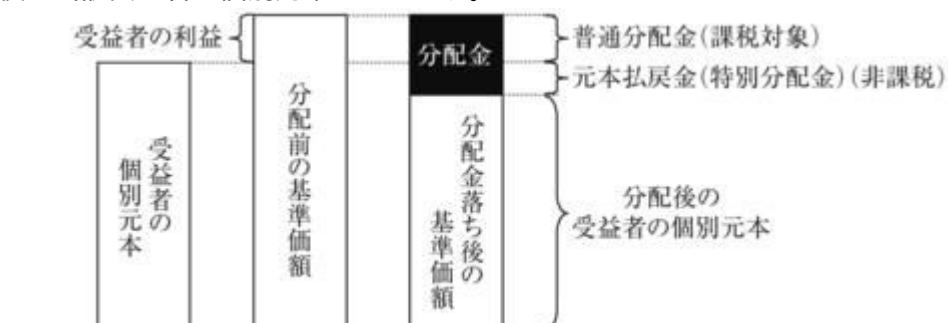 受益者の利益
分配金
普通分配金(課税対象)
元本払戻金(特別分配金)(非課税)
受益者の
個別元本
分配前の基準価額
分配金落ち後の
基準価額
分配後の
受益者の個別元本